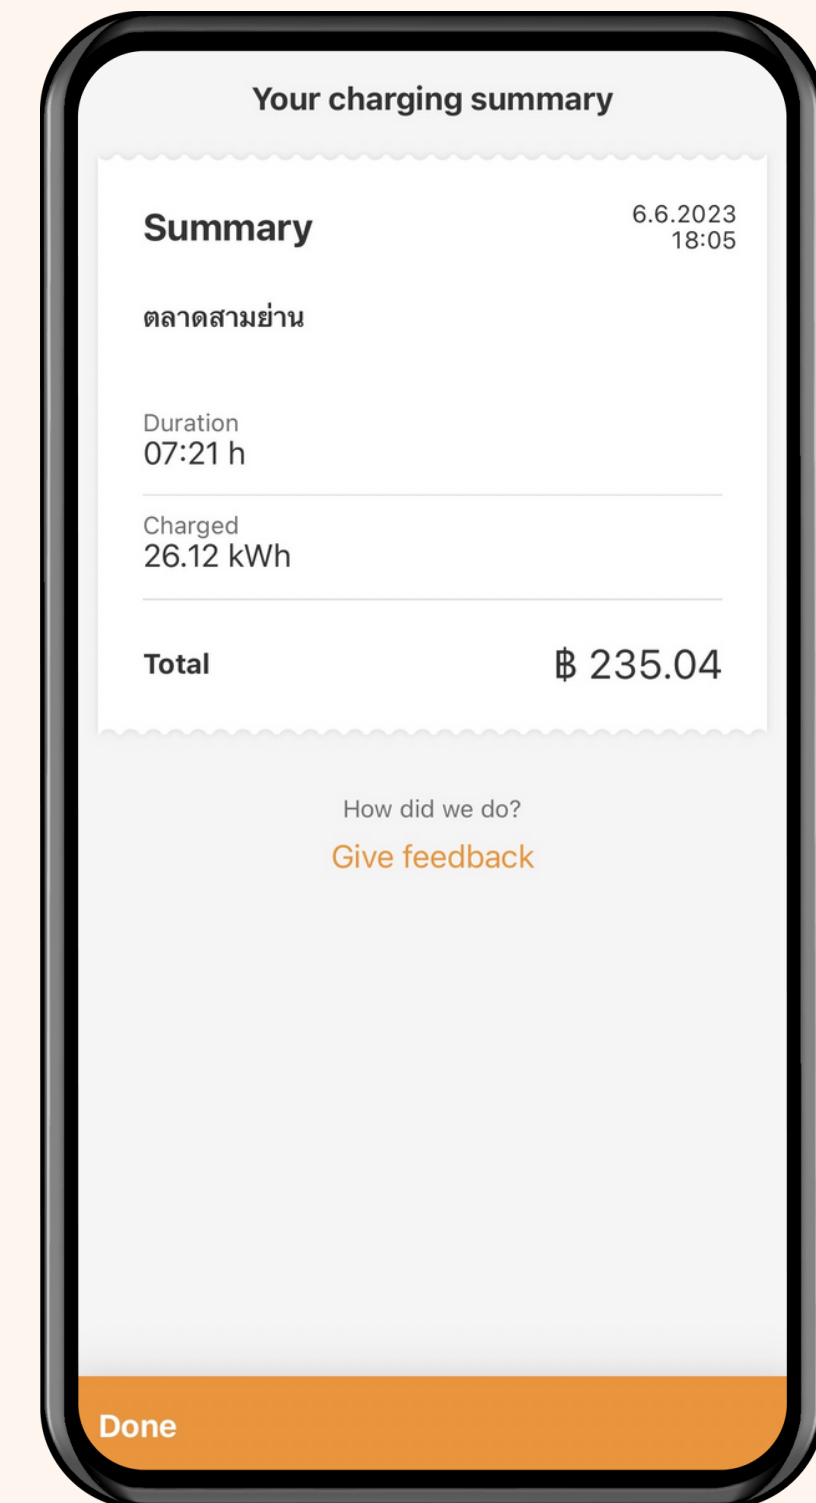 Your charging summary
Summary
6.6.2023
18:05
ตลาดสามย่าน
Duration
07:21 h
Charged
26.12 kWh
Total
฿ 235.04
How did we do?
Give feedback
Done